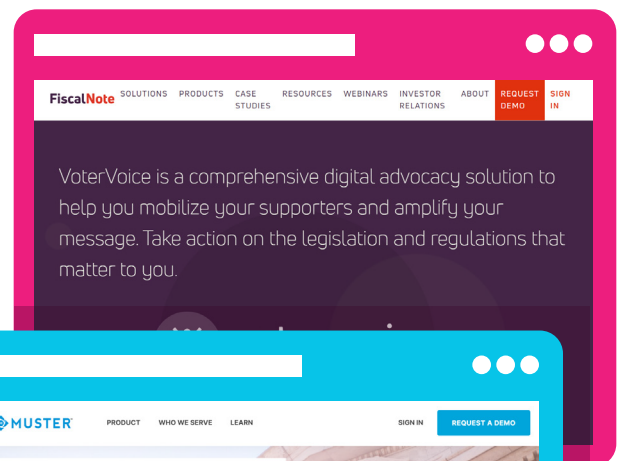 FiscalNote SOLUTIONS PRODUCTS CASE STUDIES RESOURCES WEBINARS INVESTOR RELATIONS ABOUT REQUEST DEMO SIGN IN
VoterVoice is a comprehensive digital advocacy solution to
help you mobilize your supporters and amplify your
message. Take action on the legislation and regulations that
matter to you.
MUSTER PRODUCT WHO WE SERVE LEARN SIGN IN REQUEST A DEMO